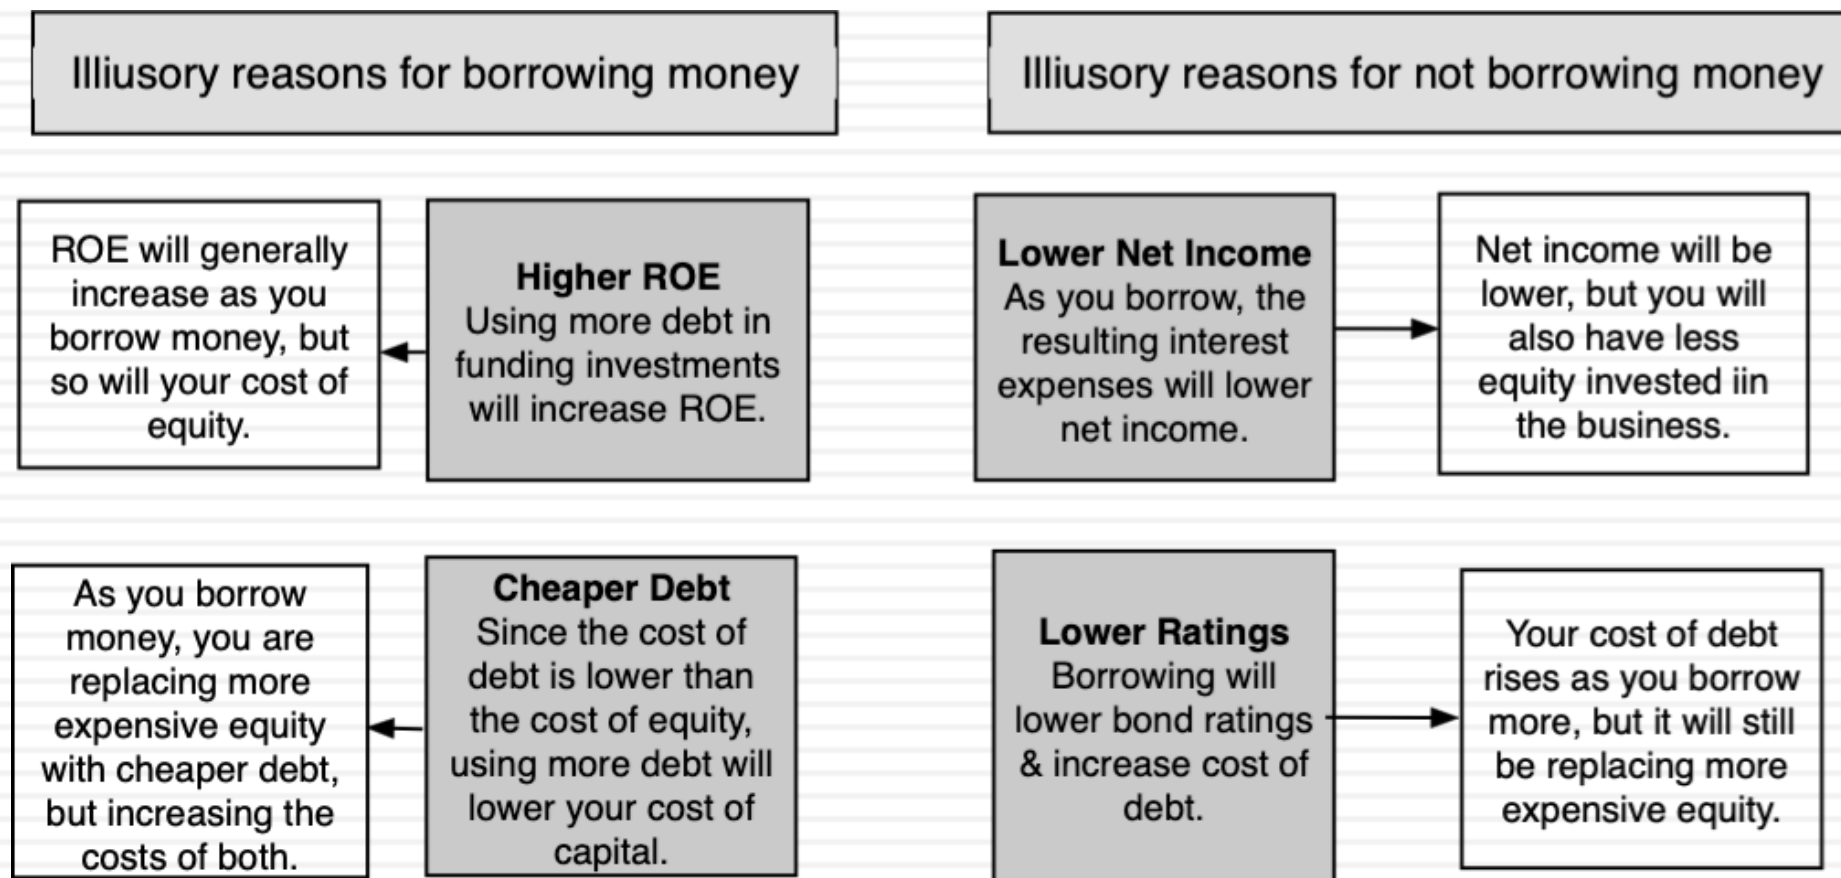 Illiusory reasons for borrowing money
Illiusory reasons for not borrowing money
ROE will generally
increase as you
borrow money, but
so will your cost of
equity.
Higher ROE
Using more debt in
funding investments
will increase ROE.
Lower Net Income
As you borrow, the
resulting interest
expenses will lower
net income.
Net income will be
lower, but you will
also have less
equity invested iin
the business.
As you borrow
money, you are
replacing more
expensive equity
with cheaper debt,
but increasing the
costs of both.
Cheaper Debt
Since the cost of
debt is lower than
the cost of equity,
using more debt will
lower your cost of
capital.
Lower Ratings
Borrowing will
lower bond ratings
& increase cost of
debt.
Your cost of debt
rises as you borrow
more, but it will still
be replacing more
expensive equity.